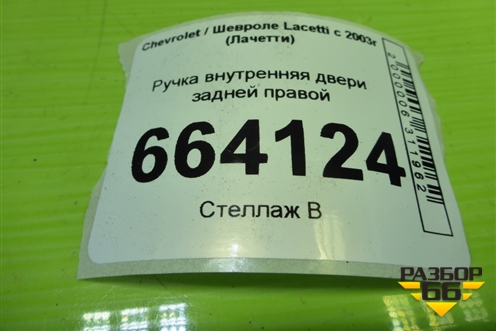 Chevrolet / Шевроле Lacetti с 2003г
(Лачетти)
Ручка внутренняя двери
задней правой
664124
Стеллаж В
2000006311962
РАЗБОР
66